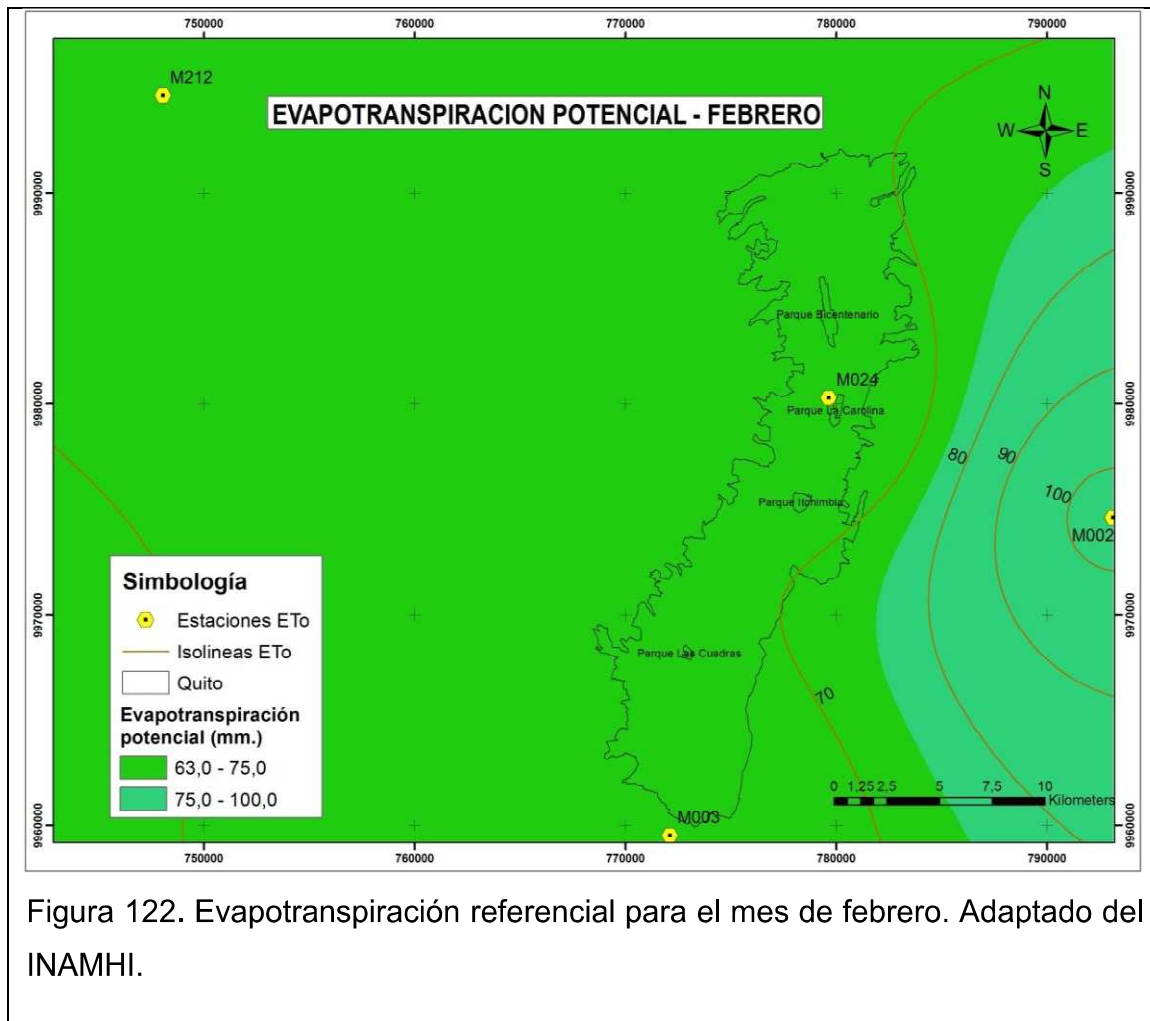 750000 760000 770000 780000 790000
M212
EVAPOTRANSPIRACION POTENCIAL - FEBRERO
N
W E
S
9990000 9990000
Parque Bicentenario
M024
9980000 9980000
Parque La Carolina
80 90
Parque Itchimbia
100
M002
Simbología
Estaciones ETo
Isolineas ETo
Quito
Evapotranspiración
potencial (mm.)
63,0 - 75,0
75,0 - 100,0
9970000 9970000
Parque Las Cuadras
70
0 1,25 2,5 5 7,5 10
Kilometers
M003
9960000 9960000
750000 760000 770000 780000 790000
Figura 122. Evapotranspiración referencial para el mes de febrero. Adaptado del
INAMHI.